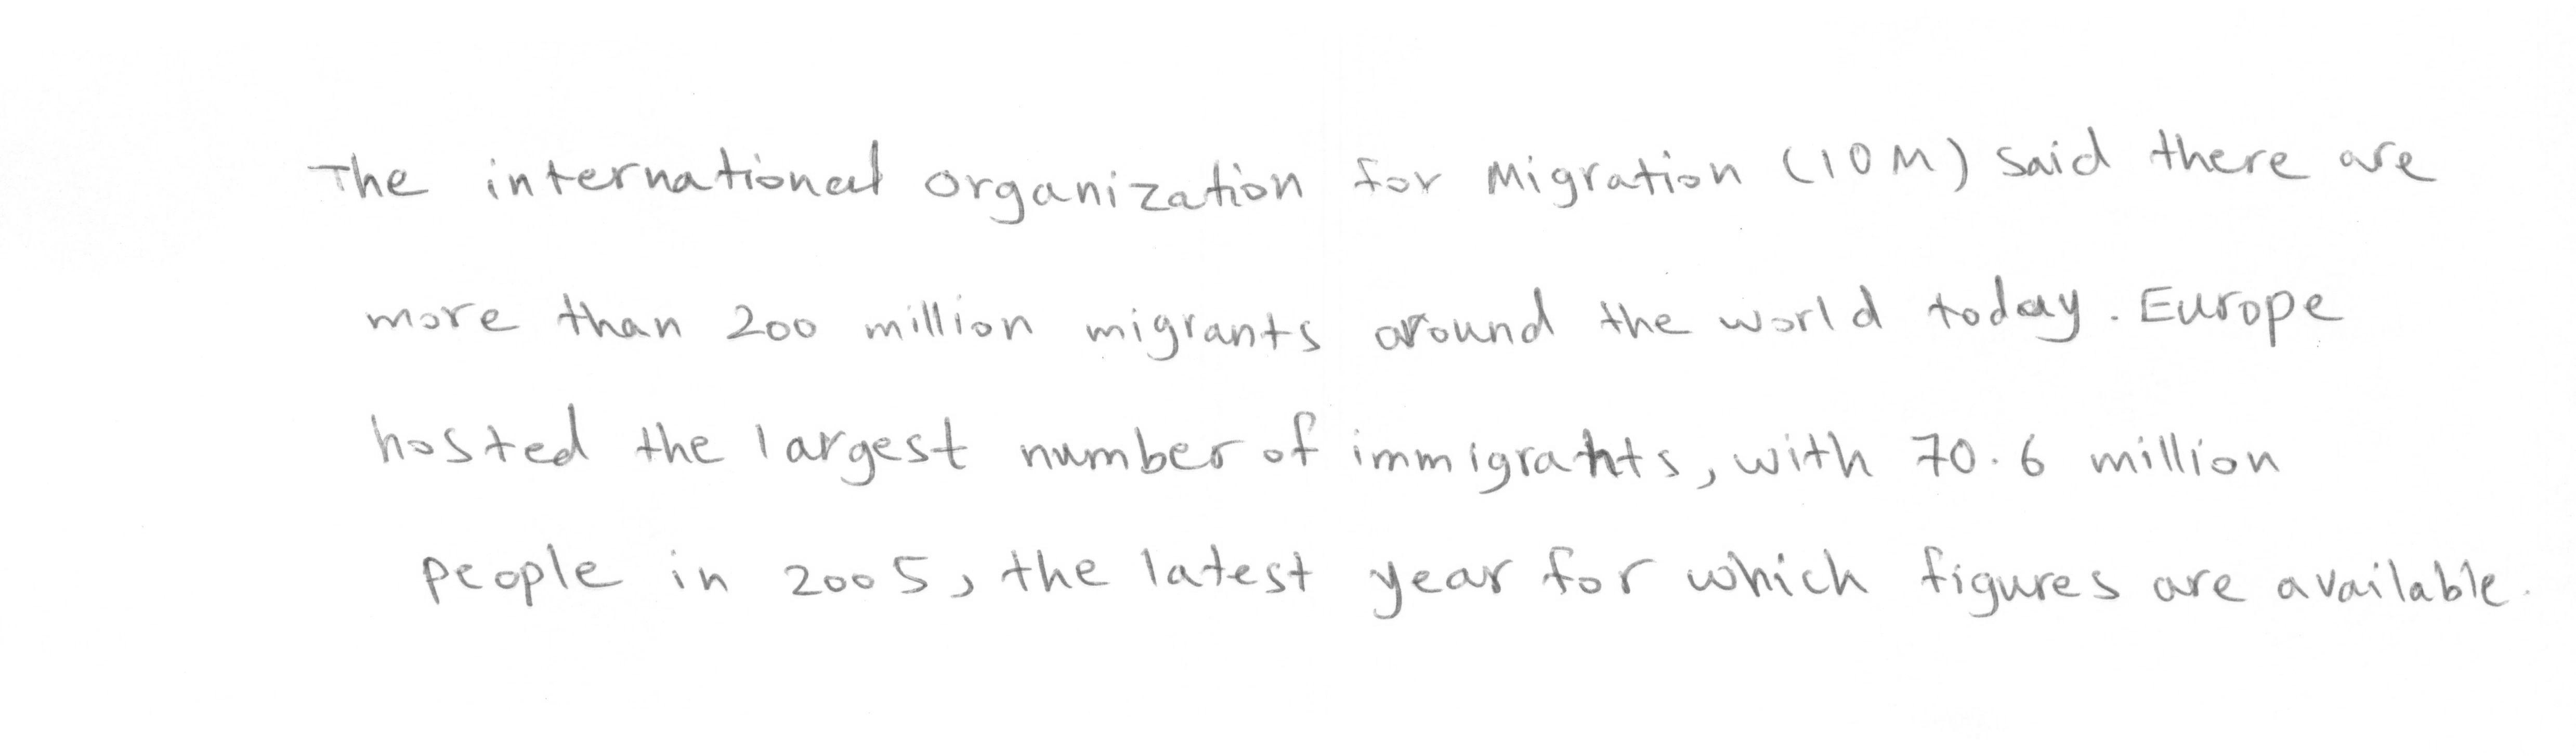 The international organization for Migration (IOM) said there are
more than 200 million migrants around the world today. Europe
hosted the largest number of immigrants, with 70.6 million
people in 2005, the latest year for which figures are available.